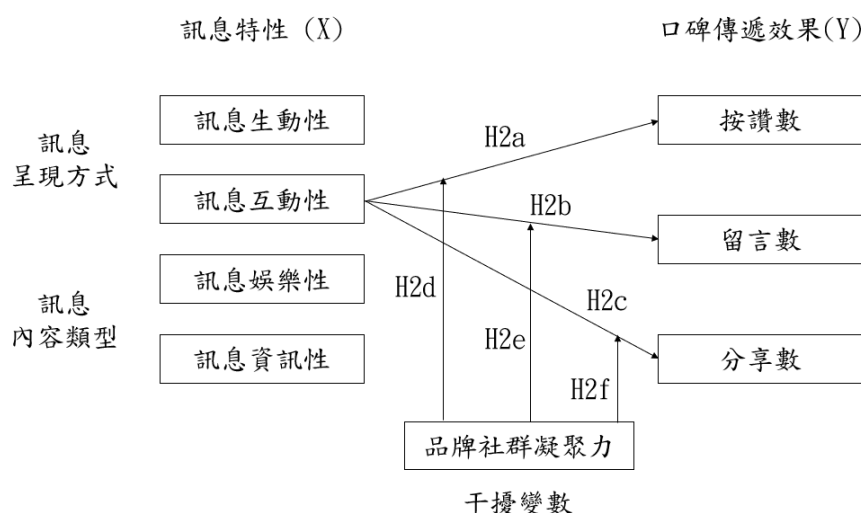 訊息特性 (X)
口碑傳遞效果(Y)
訊息
呈現方式
訊息生動性
訊息互動性
訊息
內容類型
訊息娛樂性
訊息資訊性
H2a
H2b
H2c
H2d
H2e
H2f
按讚數
留言數
分享數
品牌社群凝聚力
干擾變數